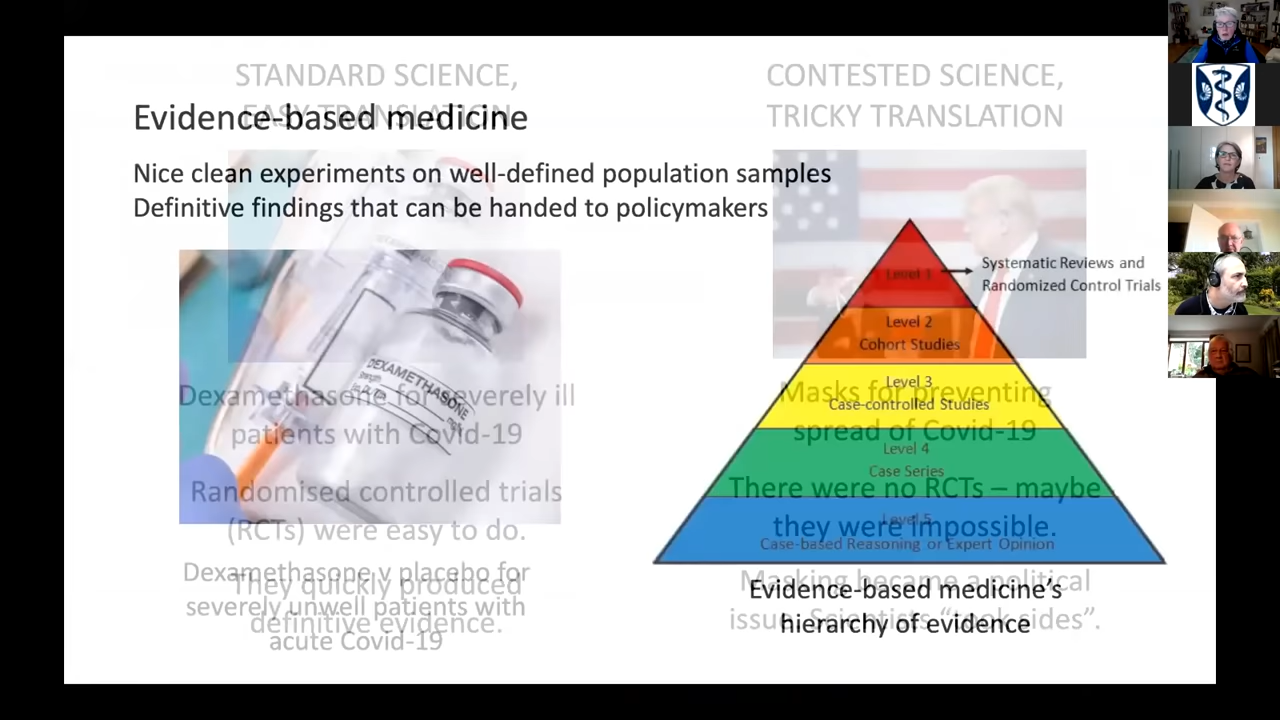 STANDARD SCIENCE,
EASY TRANSLATION
CONTESTED SCIENCE,
TRICKY TRANSLATION
Evidence-based medicine
Nice clean experiments on well-defined population samples
Definitive findings that can be handed to policymakers
DEXAMETHASONE
Dexamethasone for severely ill
patients with Covid-19
Randomised controlled trials
(RCTs) were easy to do.
They quickly produced
definitive evidence.
Dexamethasone v placebo for
severely unwell patients with
acute Covid-19
Level 1
Systematic Reviews and
Randomized Control Trials
Level 2
Cohort Studies
Level 3
Case-controlled Studies
Level 4
Case Series
Level 5
Case-based Reasoning or Expert Opinion
Masks for preventing
spread of Covid-19
There were no RCTs – maybe
they were impossible.
Masking became a political
issue. Scientists “took sides”.
Evidence-based medicine’s
hierarchy of evidence